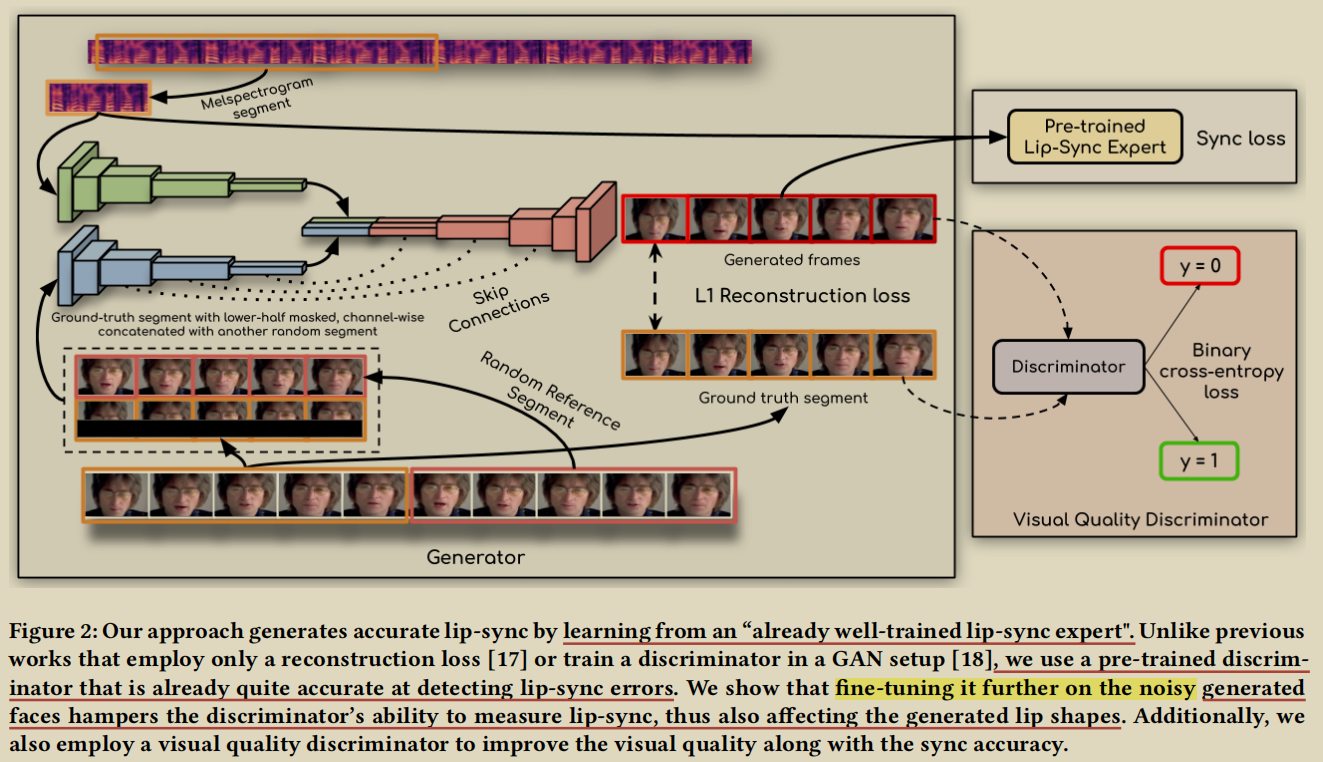 Melspectrogram
segment
Pre-trained
Lip-Sync Expert
Sync loss
Generated frames
L1 Reconstruction loss
Skip
Connections
Ground-truth segment with lower-half masked, channel-wise
concatenated with another random segment
Random Reference
Segment
Ground truth segment
Generator
y = 0
Discriminator
Binary
cross-entropy
loss
y = 1
Visual Quality Discriminator
Figure 2: Our approach generates accurate lip-sync by learning from an “already well-trained lip-sync expert". Unlike previous
works that employ only a reconstruction loss [17] or train a discriminator in a GAN setup [18], we use a pre-trained discrim-
inator that is already quite accurate at detecting lip-sync errors. We show that fine-tuning it further on the noisy generated
faces hampers the discriminator’s ability to measure lip-sync, thus also affecting the generated lip shapes. Additionally, we
also employ a visual quality discriminator to improve the visual quality along with the sync accuracy.